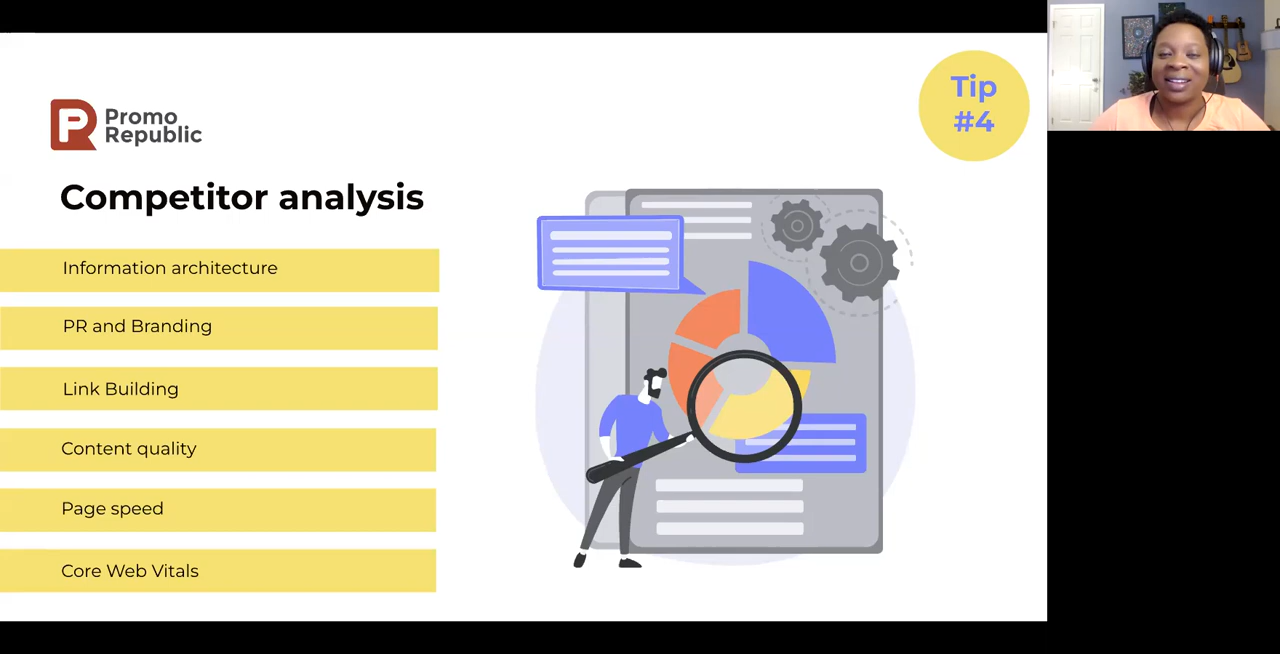 Promo
Republic
Tip
#4
Competitor analysis
Information architecture
PR and Branding
Link Building
Content quality
Page speed
Core Web Vitals